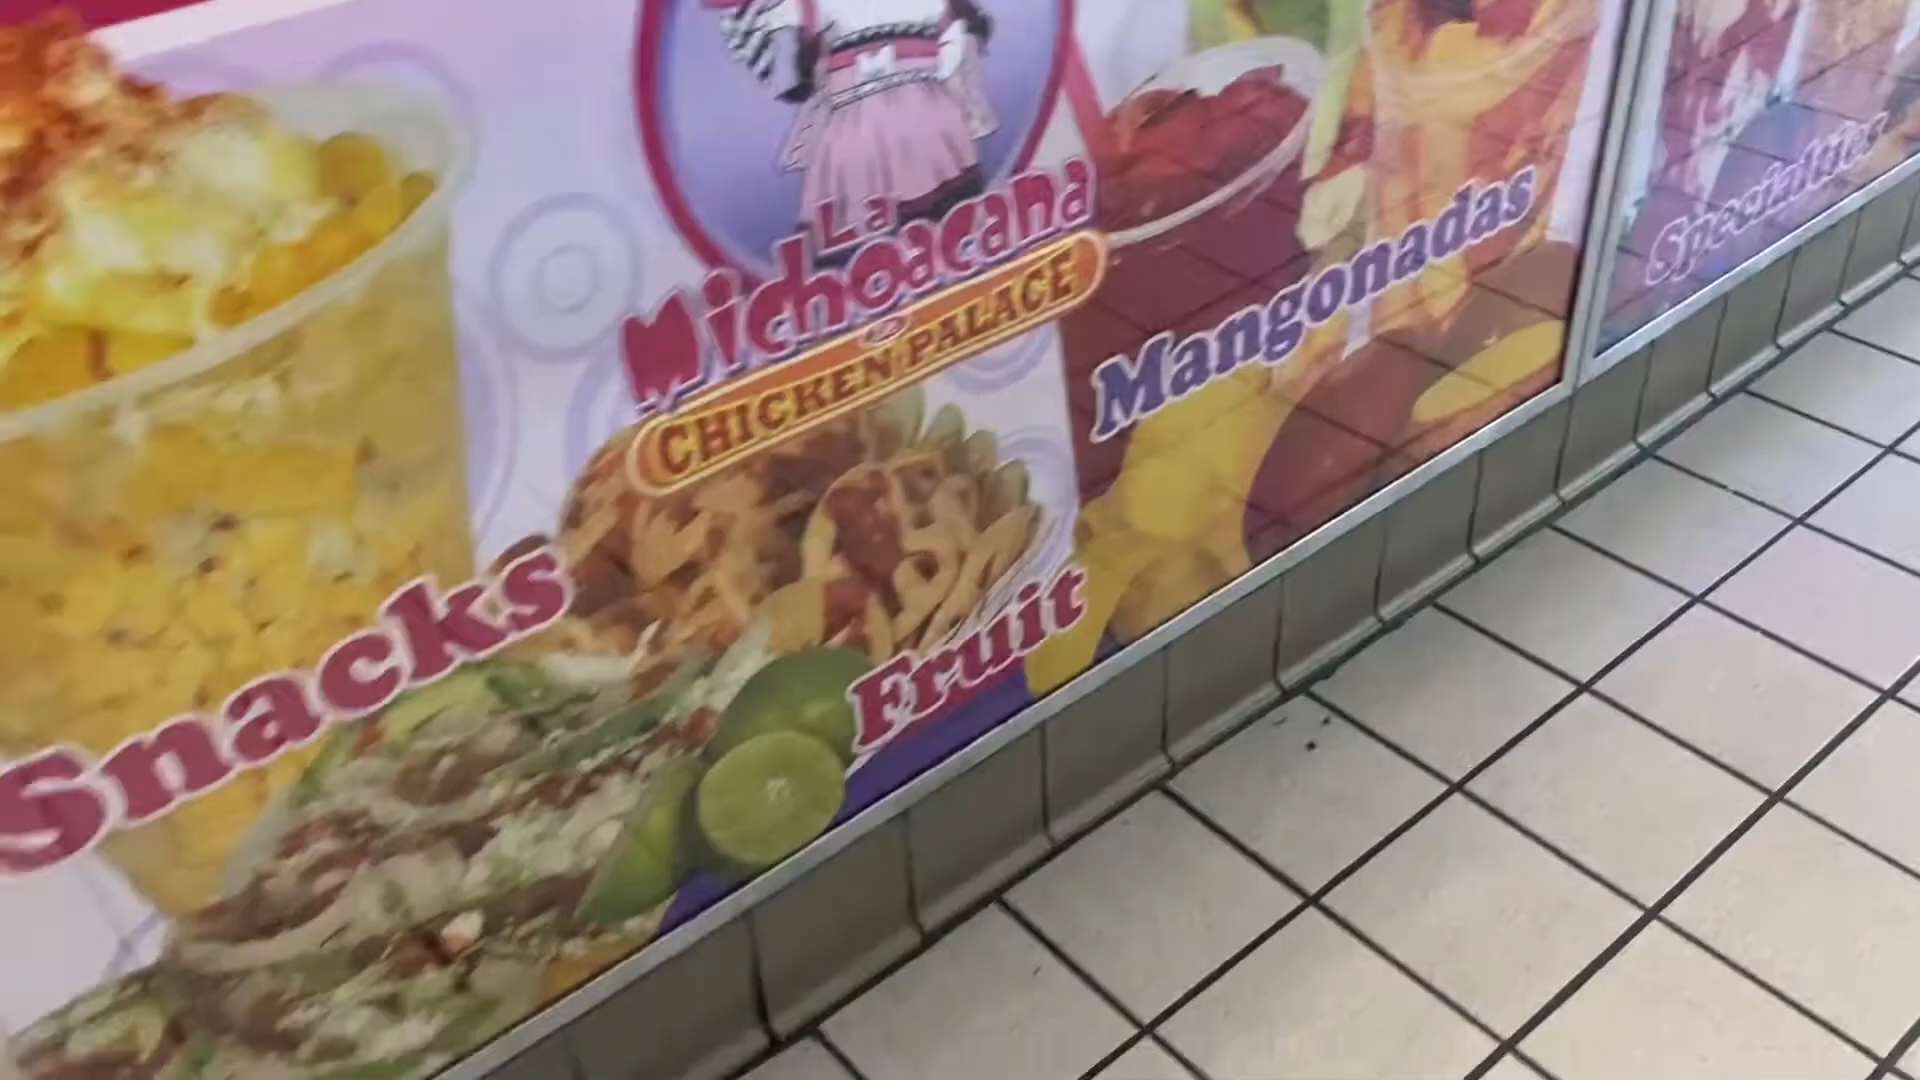 La
Michoacana
CHICKEN PALACE
Mangonadas
Specialties
Snacks
Fruit